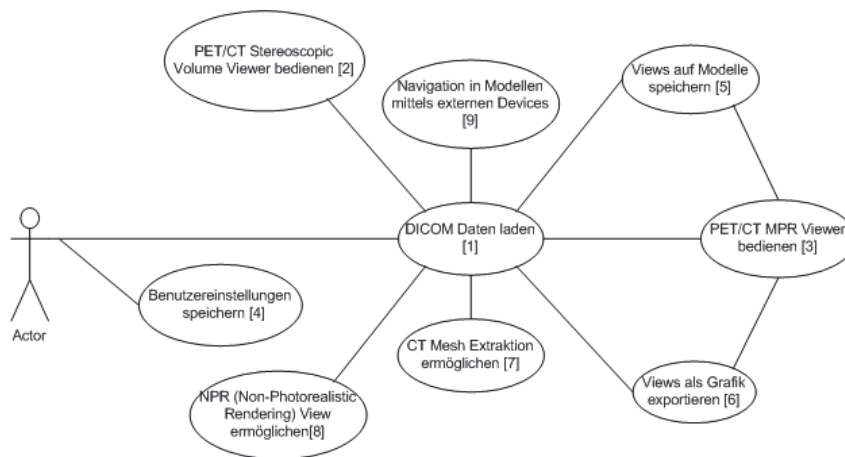 PET/CT Stereoscopic
Volume Viewer bedienen [2]
Navigation in Modellen
mittels externen Devices
[9]
Views auf Modelle
speichern [5]
DICOM Daten laden
[1]
PET/CT MPR Viewer
bedienen [3]
Benutzereinstellungen
speichern [4]
Actor
CT Mesh Extraktion
ermöglichen [7]
NPR (Non-Photorealistic
Rendering) View
ermöglichen[8]
Views als Grafik
exportieren [6]